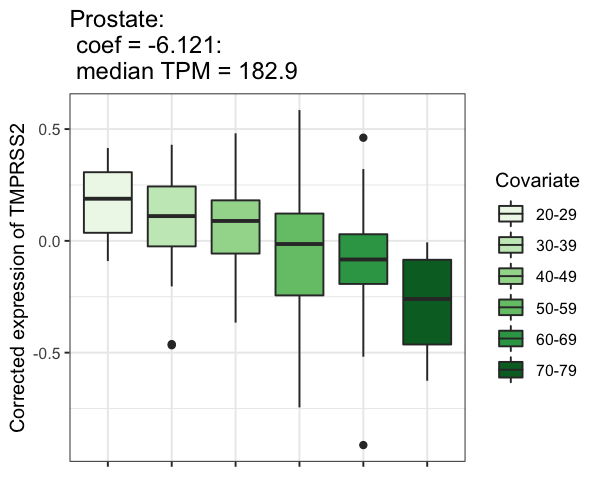 Prostate:
coef = -6.121:
median TPM = 182.9
Corrected expression of TMPRSS2
0.5
0.0
-0.5
Covariate
20-29
30-39
40-49
50-59
60-69
70-79